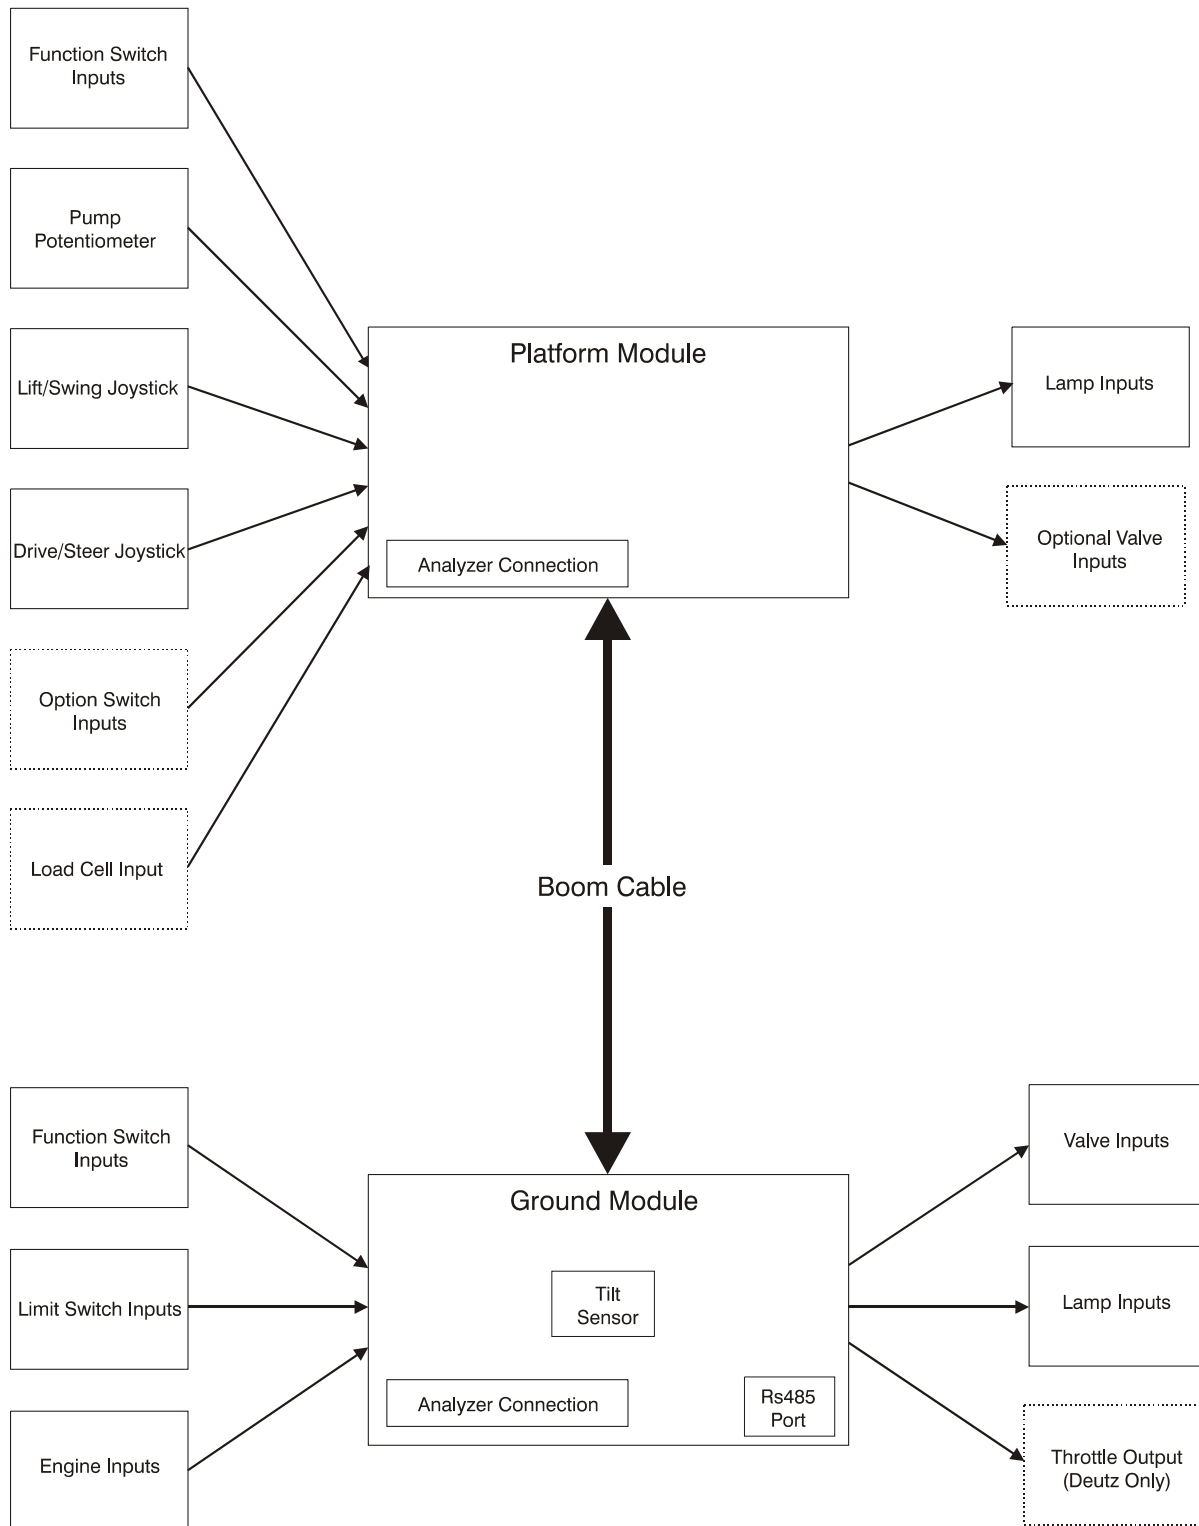 Function Switch
Inputs
Pump
Potentiometer
Lift/Swing Joystick
Drive/Steer Joystick
Option Switch
Inputs
Load Cell Input
Platform Module
Analyzer Connection
Lamp Inputs
Optional Valve
Inputs
Boom Cable
Function Switch
Inputs
Limit Switch Inputs
Engine Inputs
Ground Module
Tilt
Sensor
Analyzer Connection
Rs485
Port
Valve Inputs
Lamp Inputs
Throttle Output
(Deutz Only)